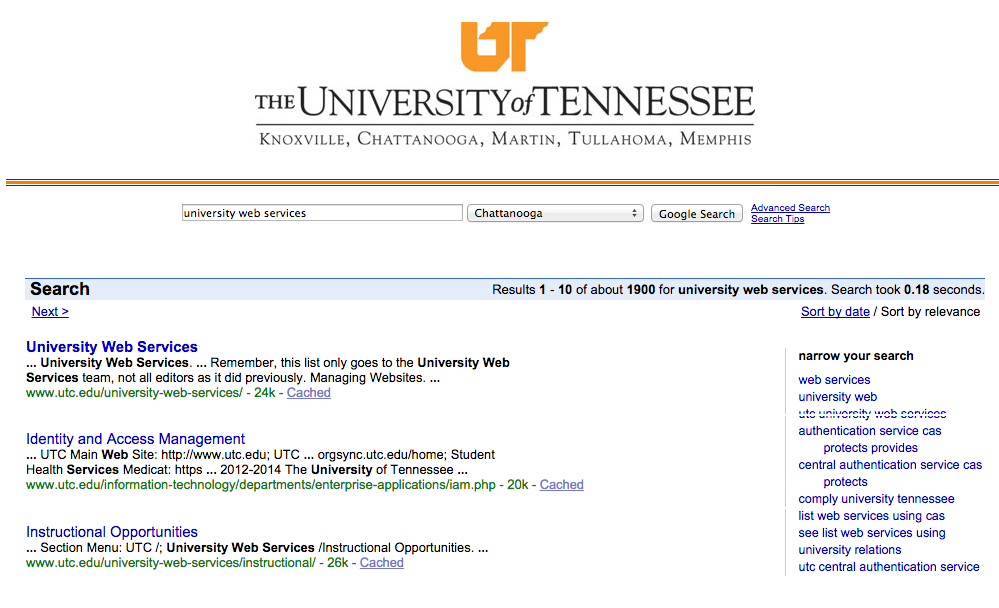 UT
THE UNIVERSITY of TENNESSEE
KNOXVILLE, CHATTANOOGA, MARTIN, TULLAHOMA, MEMPHIS
university web services Chattanooga Google Search Advanced Search
Search Tips
Search Results 1 - 10 of about 1900 for university web services. Search took 0.18 seconds.
Next > Sort by date / Sort by relevance
University Web Services
... University Web Services. ... Remember, this list only goes to the University Web
Services team, not all editors as it did previously. Managing Websites. ...
www.utc.edu/university-web-services/ - 24k - Cached
Identity and Access Management
... UTC Main Web Site: http://www.utc.edu; UTC ... orgsync.utc.edu/home; Student
Health Services Medicat: https ... 2012-2014 The University of Tennessee ...
www.utc.edu/information-technology/departments/enterprise-applications/iam.php - 20k - Cached
Instructional Opportunities
... Section Menu: UTC /; University Web Services /Instructional Opportunities. ...
www.utc.edu/university-web-services/instructional/ - 26k - Cached
narrow your search
web services
university web
utc university web services
authentication service cas
protects provides
central authentication service cas
protects
comply university tennessee
list web services using cas
see list web services using
university relations
utc central authentication service